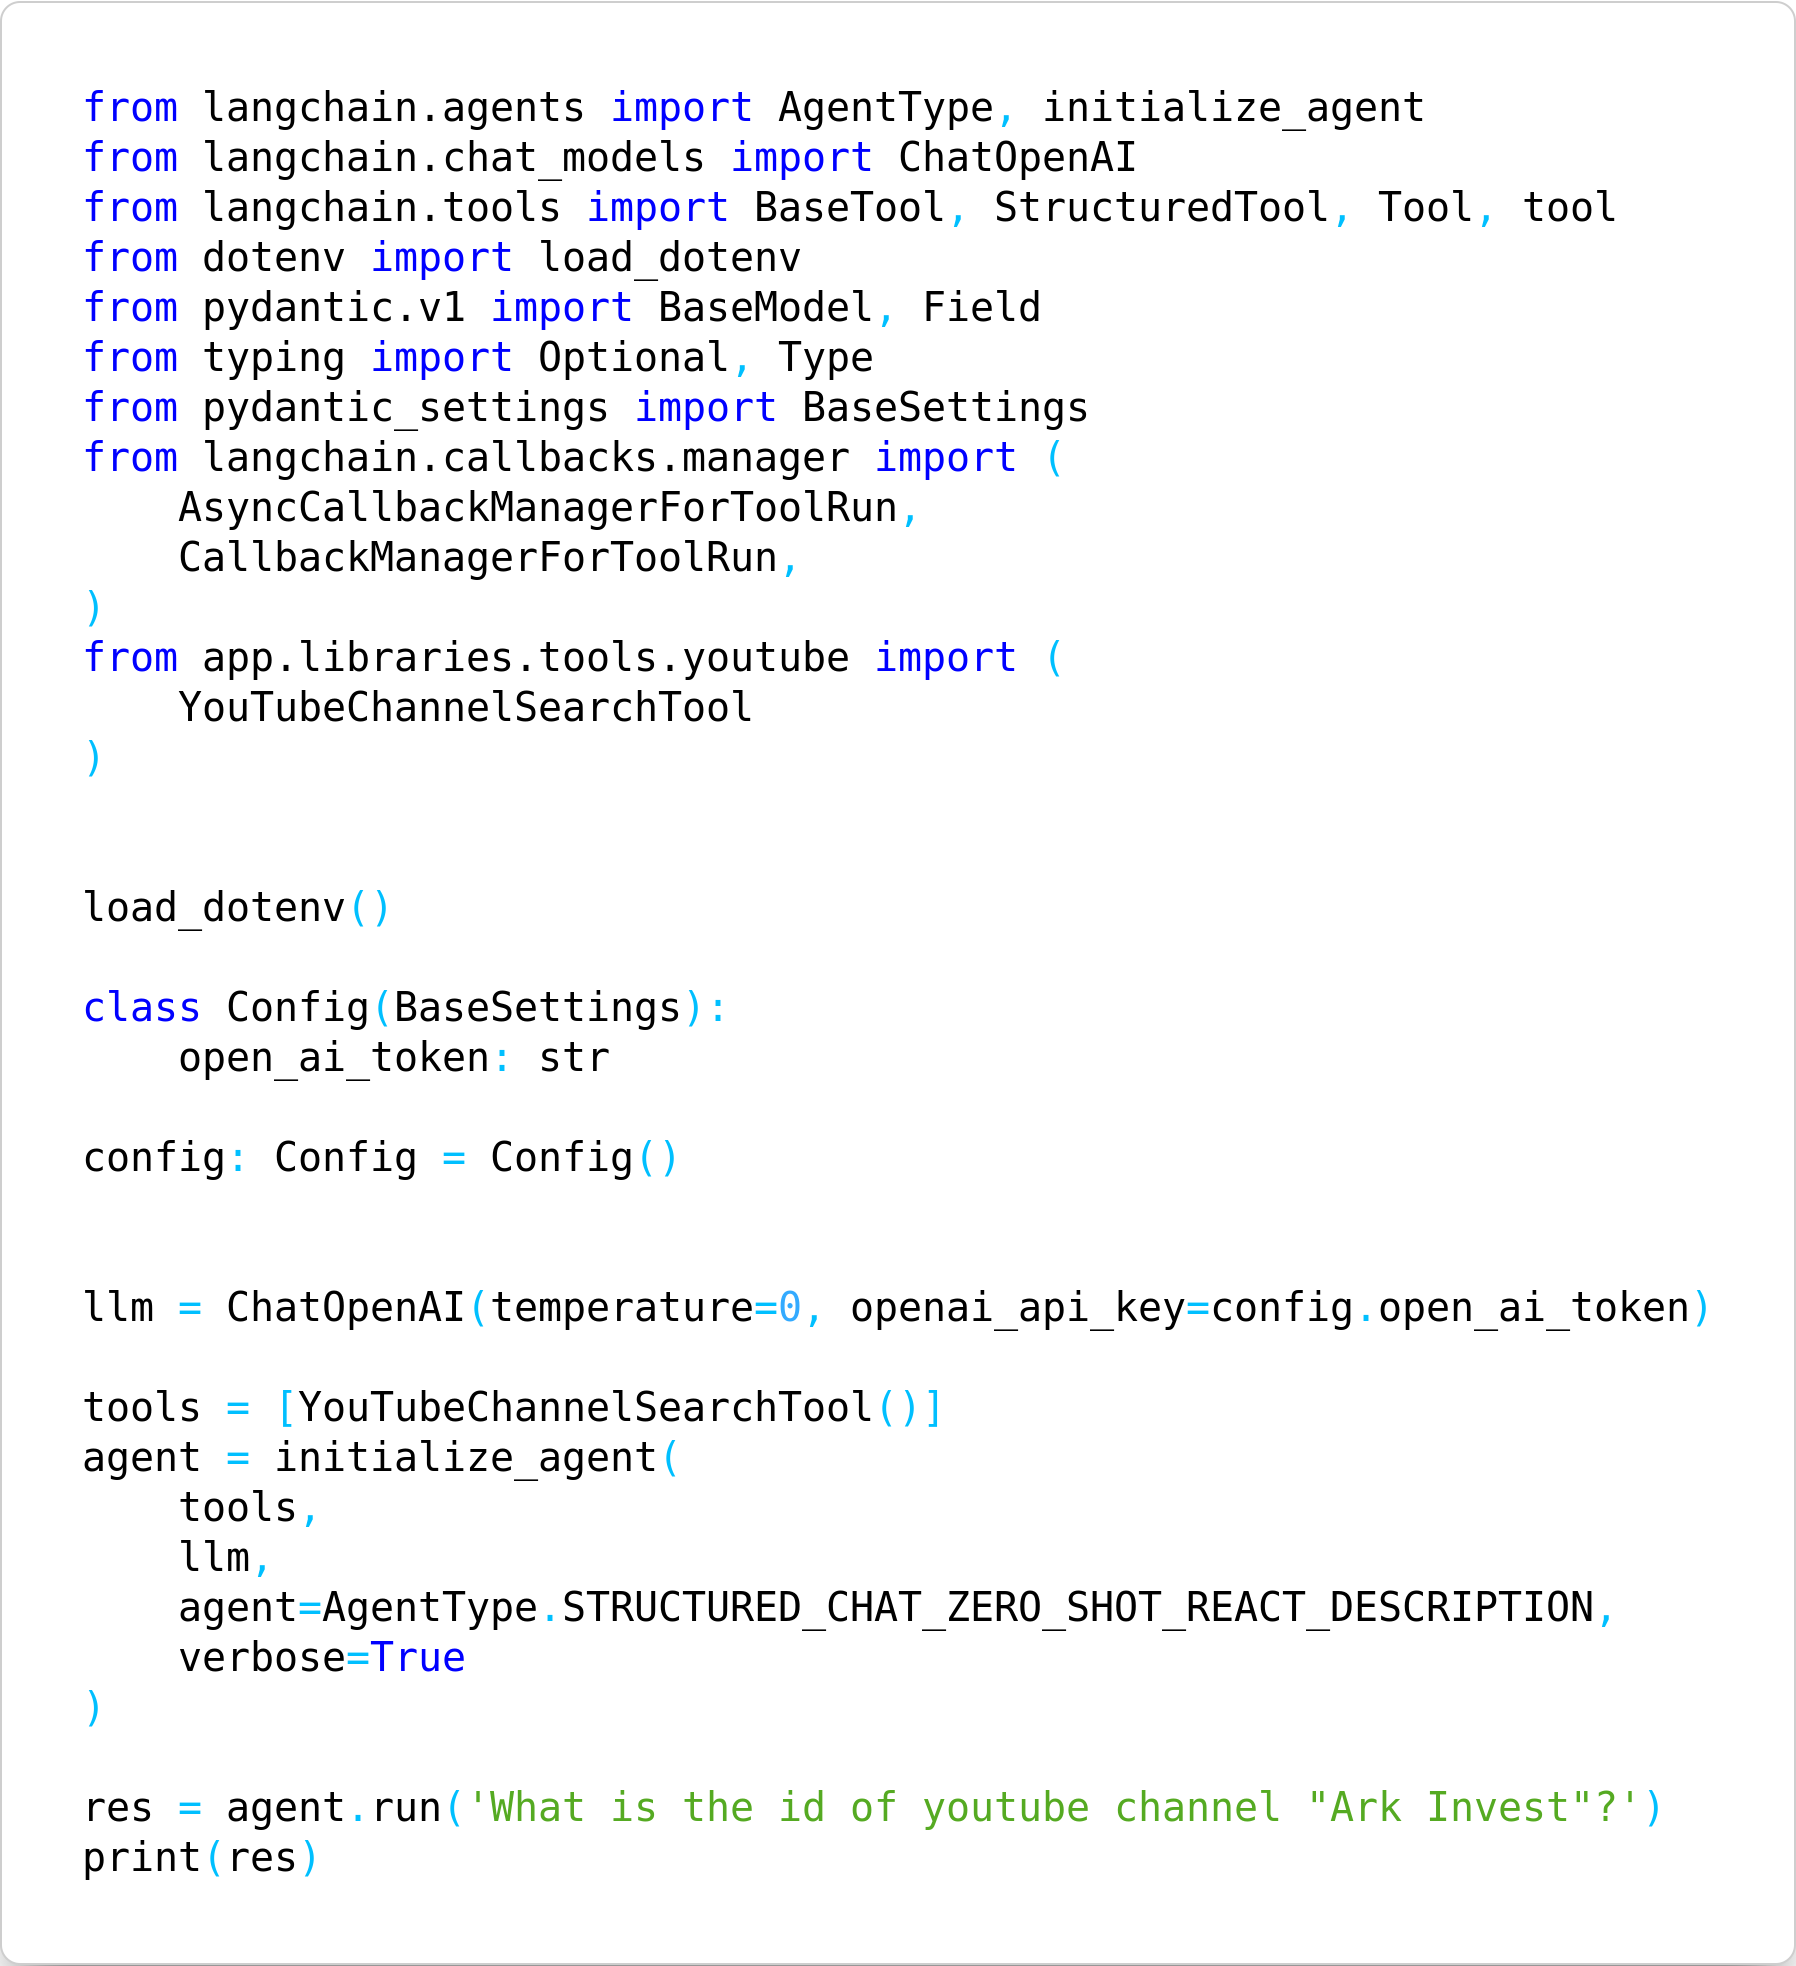 from langchain.agents import AgentType, initialize_agent
from langchain.chat_models import ChatOpenAI
from langchain.tools import BaseTool, StructuredTool, Tool, tool
from dotenv import load_dotenv
from pydantic.v1 import BaseModel, Field
from typing import Optional, Type
from pydantic_settings import BaseSettings
from langchain.callbacks.manager import (
    AsyncCallbackManagerForToolRun,
    CallbackManagerForToolRun,
)
from app.libraries.tools.youtube import (
    YouTubeChannelSearchTool
)
load_dotenv()
class Config(BaseSettings):
    open_ai_token: str
config: Config = Config()
llm = ChatOpenAI(temperature=0, openai_api_key=config.open_ai_token)
tools = [YouTubeChannelSearchTool()]
agent = initialize_agent(
    tools,
    llm,
    agent=AgentType.STRUCTURED_CHAT_ZERO_SHOT_REACT_DESCRIPTION,
    verbose=True
)
res = agent.run('What is the id of youtube channel "Ark Invest"?')
print(res)